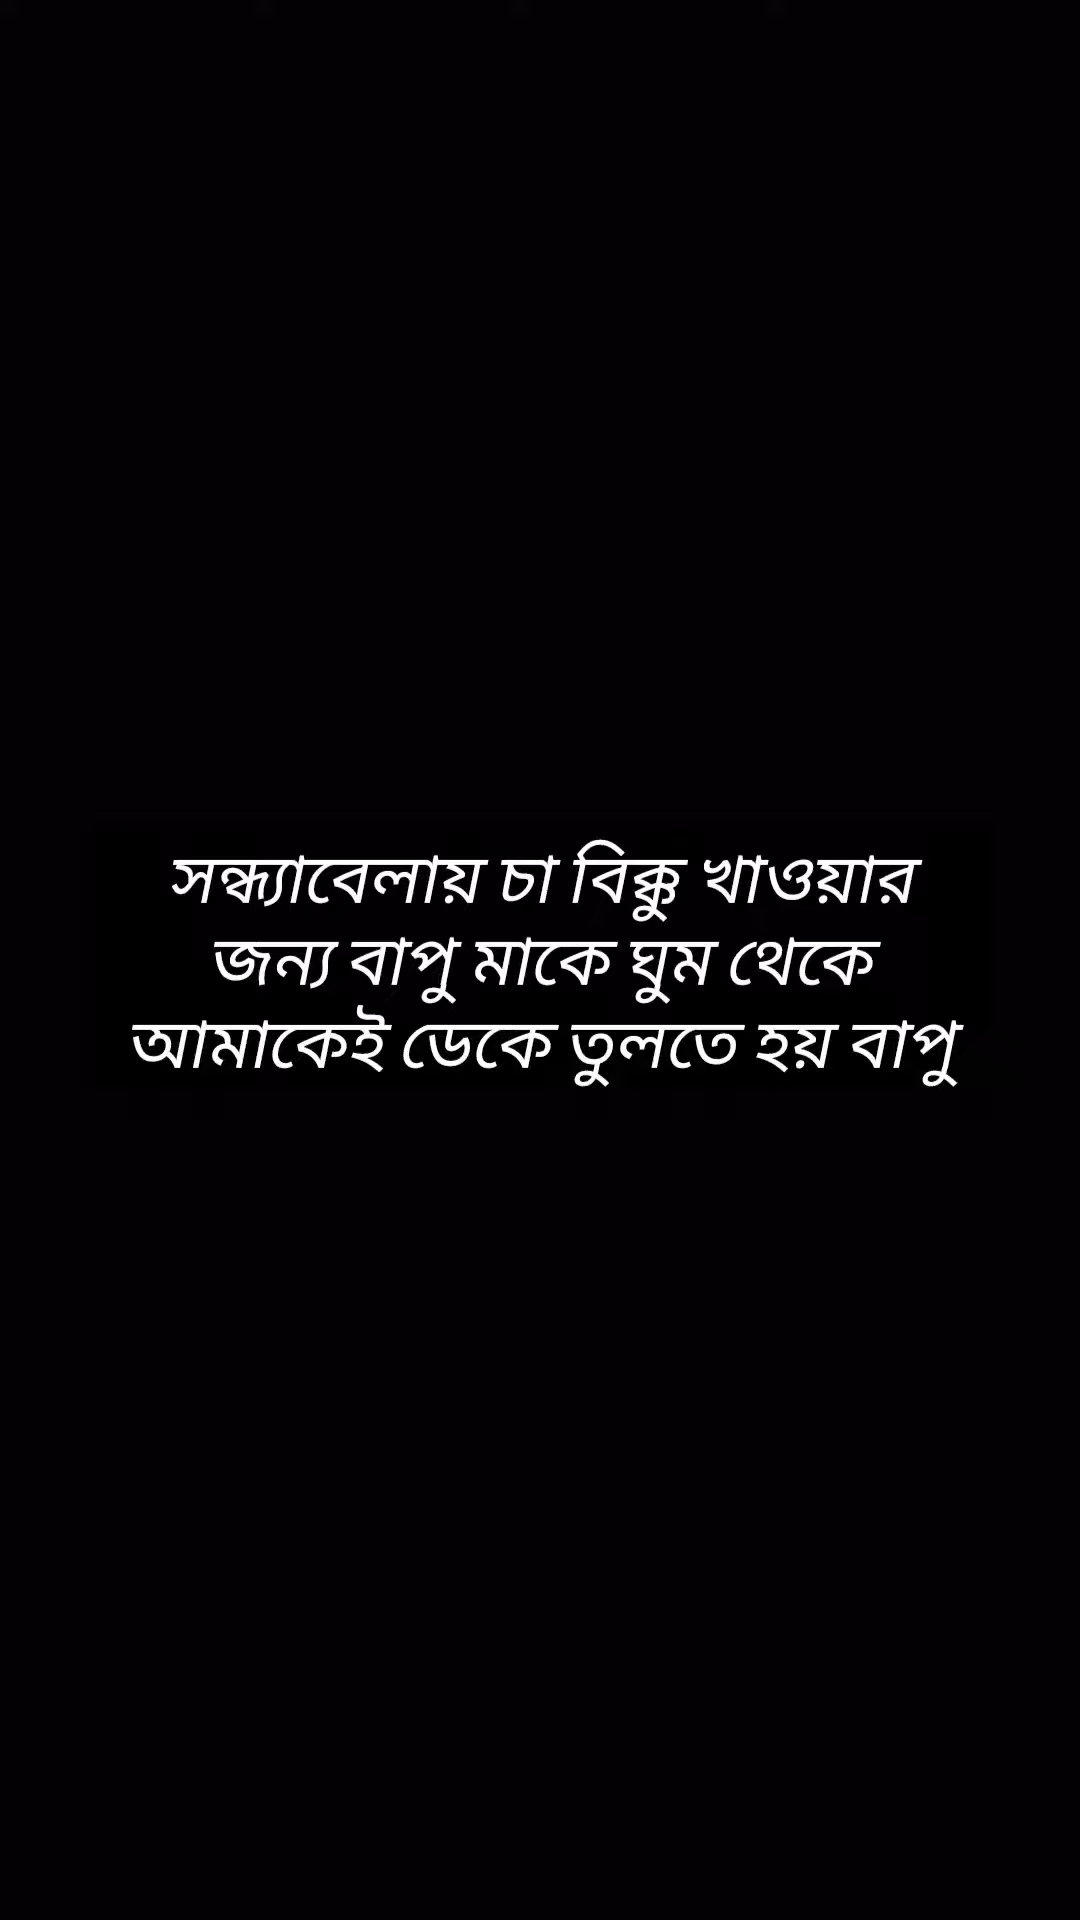 সন্ধ্যাবেলায় চা বিক্কু খাওয়ার
জন্য বাপু মাকে ঘুম থেকে
আমাকেই ডেকে তুলতে হয় বাপু